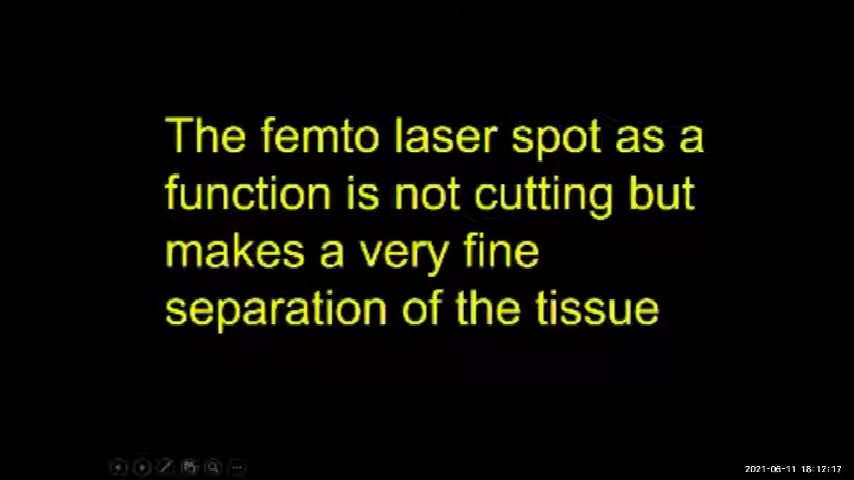 The femto laser spot as a
function is not cutting but
makes a very fine
separation of the tissue
2021-06-11 18:12:17